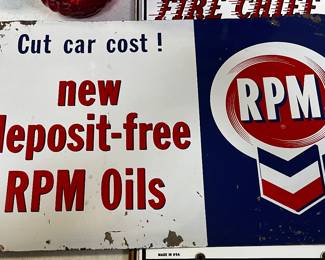 FIRE CHIEF
Cut car cost !
new
deposit-free
RPM Oils
RPM
MADE IN USA